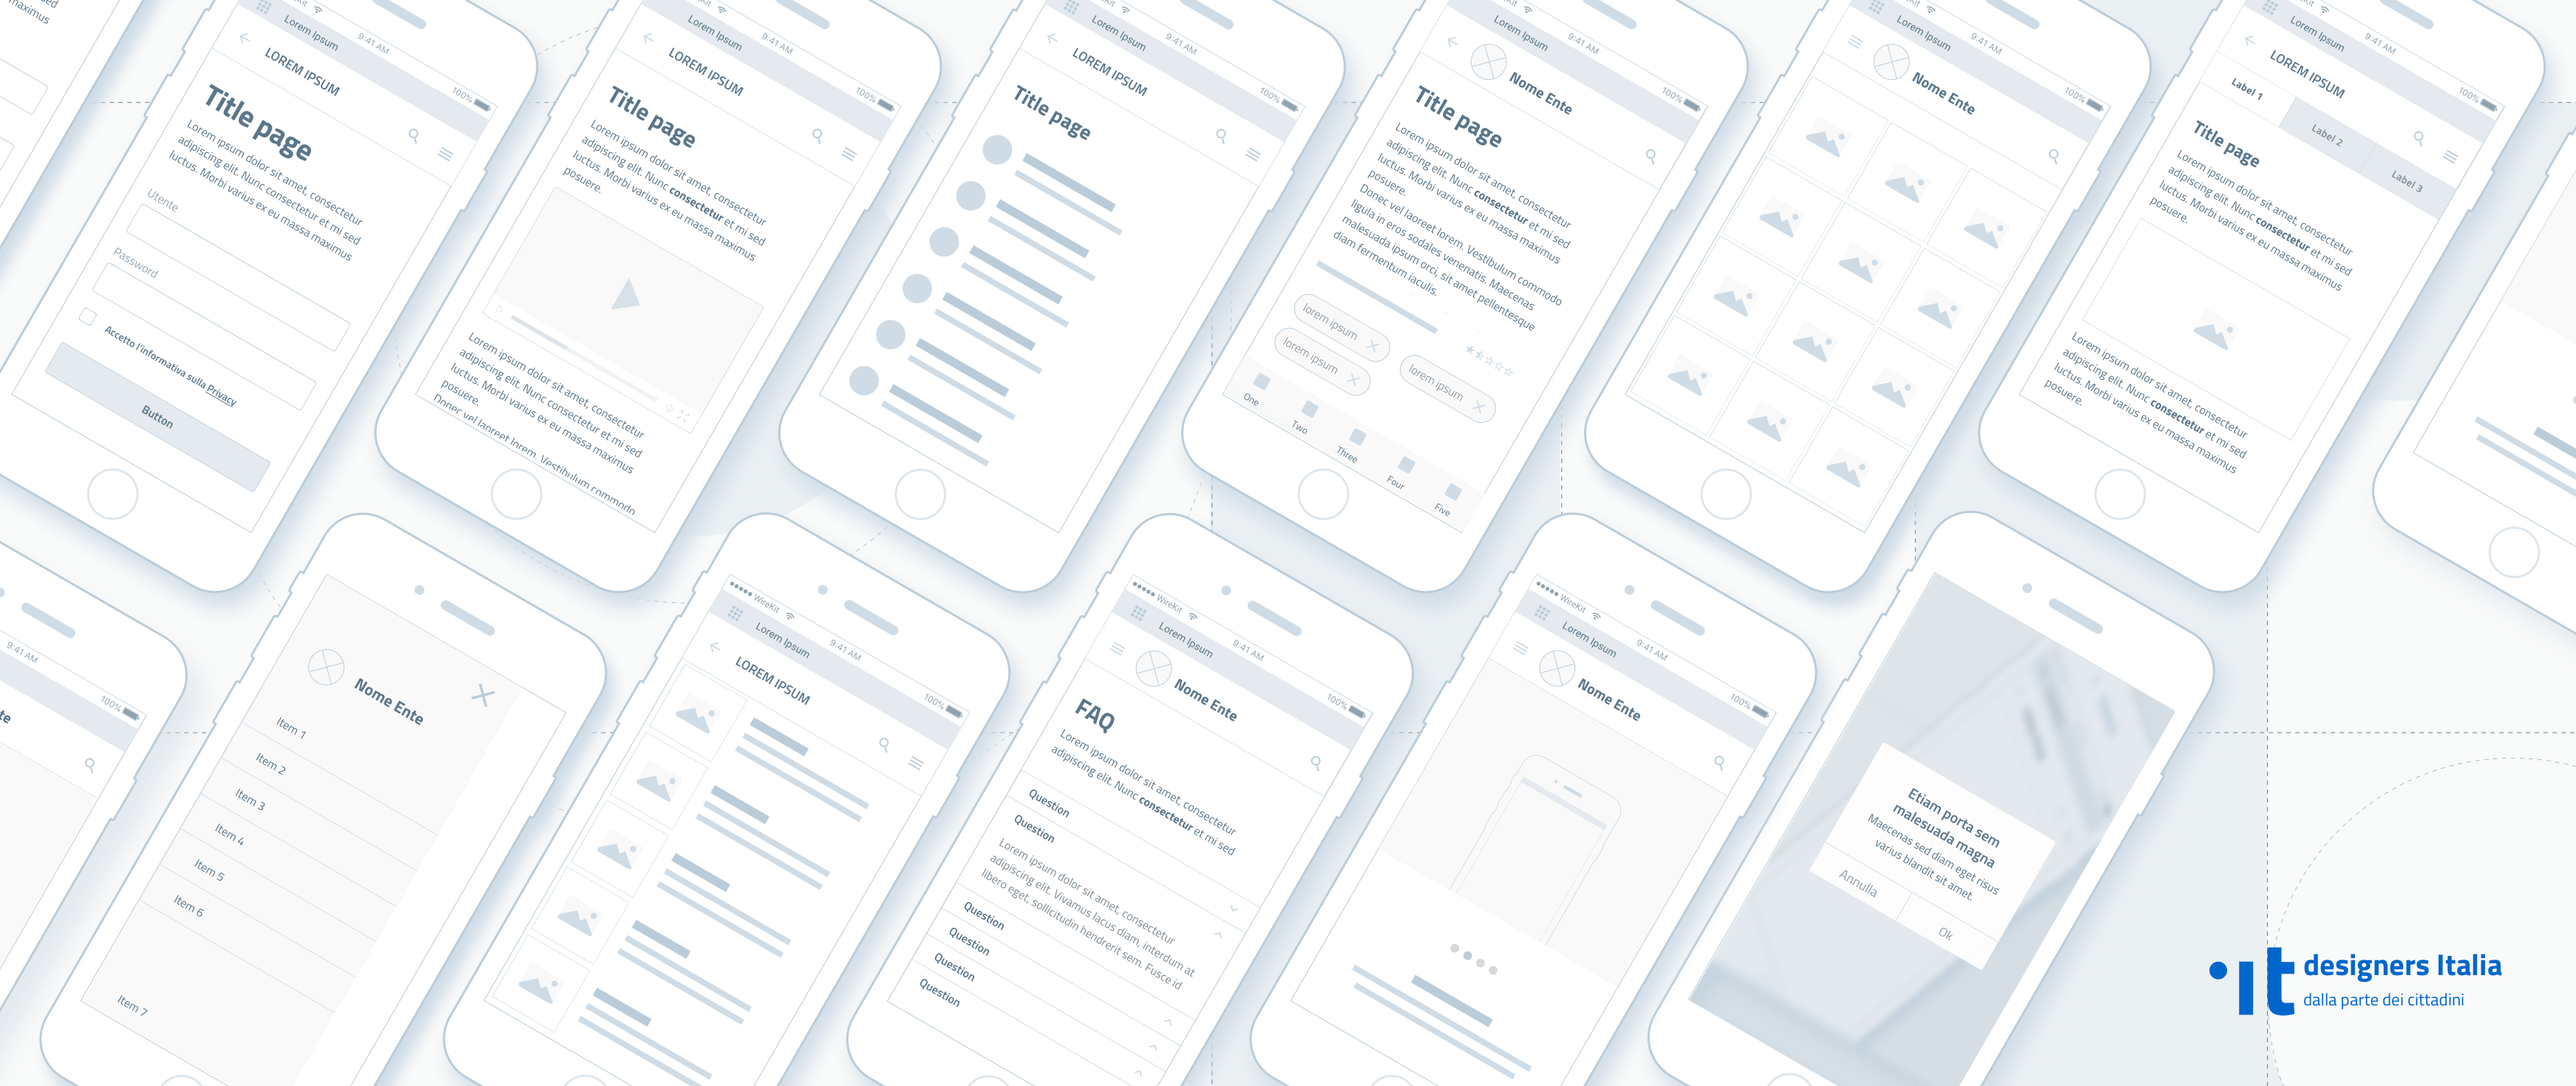 maximus
Lorem Ipsum
9:41 AM
100%
LOREM IPSUM
Title page
Lorem ipsum dolor sit amet, consectetur
adipiscing elit. Nunc consectetur et mi sed
luctus. Morbi varius ex eu massa maximus
Utente
Password
Accetto l'informativa sulla Privacy
Button
Lorem Ipsum
9:41 AM
100%
LOREM IPSUM
Title page
Lorem ipsum dolor sit amet, consectetur
adipiscing elit. Nunc consectetur et mi sed
luctus. Morbi varius ex eu massa maximus
posuere.
Lorem ipsum dolor sit amet, consectetur
adipiscing elit. Nunc consectetur et mi sed
luctus. Morbi varius ex eu massa maximus
posuere.
Donec vel laoreet lorem. Vestibulum commodo
Lorem Ipsum
9:41 AM
100%
LOREM IPSUM
Title page
Lorem Ipsum
9:41 AM
100%
Nome Ente
Title page
Lorem ipsum dolor sit amet, consectetur
adipiscing elit. Nunc consectetur et mi sed
luctus. Morbi varius ex eu massa maximus
posuere.
Donec vel laoreet lorem. Vestibulum commodo
ligula in eros sodales venenatis. Maecenas
malesuada ipsum orci, sit amet pellentesque
diam fermentum iaculis.
lorem ipsum
lorem ipsum
lorem ipsum
One
Two
Three
Four
Five
Lorem Ipsum
9:41 AM
100%
Nome Ente
Lorem Ipsum
9:41 AM
100%
LOREM IPSUM
Label 1
Label 2
Label 3
Title page
Lorem ipsum dolor sit amet, consectetur
adipiscing elit. Nunc consectetur et mi sed
luctus. Morbi varius ex eu massa maximus
posuere.
Lorem ipsum dolor sit amet, consectetur
adipiscing elit. Nunc consectetur et mi sed
luctus. Morbi varius ex eu massa maximus
posuere.
9:41 AM
100%
Nome Ente
Item 1
Item 2
Item 3
Item 4
Item 5
Item 6
Item 7
WireKit
9:41 AM
100%
Lorem Ipsum
LOREM IPSUM
WireKit
9:41 AM
100%
Lorem Ipsum
Nome Ente
FAQ
Lorem ipsum dolor sit amet, consectetur
adipiscing elit. Nunc consectetur et mi sed
Question
Question
Lorem ipsum dolor sit amet, consectetur
adipiscing elit. Vivamus lacus diam, interdum at
libero eget, sollicitudin hendrerit sem. Fusce id
Question
Question
Question
Question
WireKit
9:41 AM
100%
Lorem Ipsum
Nome Ente
Etiam porta sem
malesuada magna
Maecenas sed diam eget risus
varius blandit sit amet.
Annulla
Ok
it
designers Italia
dalla parte dei cittadini